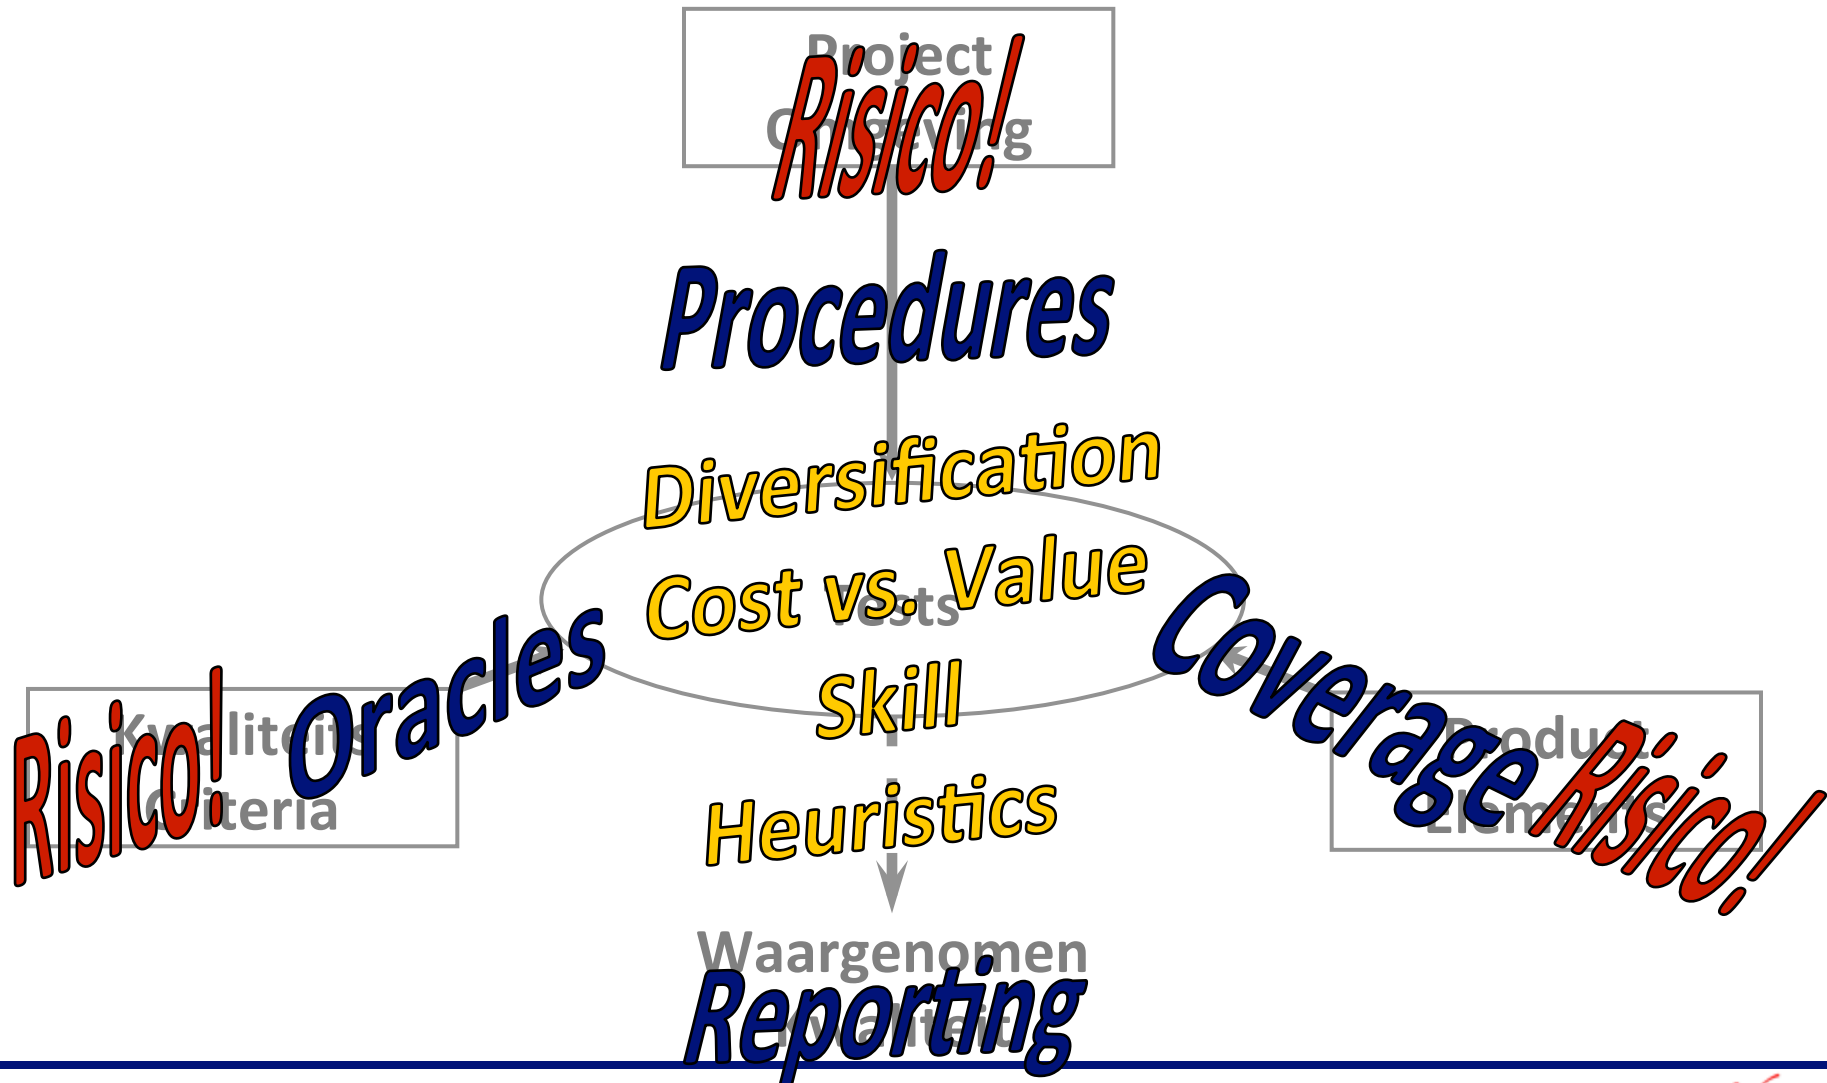 Project
Omgeving
Risico!
Procedures
Diversification
Cost vs. Value
Tests
Skill
Heuristics
Oracles
Kwaliteits
Criteria
Risico!
Coverage
Product
Elements
Risico!
Waargenomen
Kwaliteit
Reporting